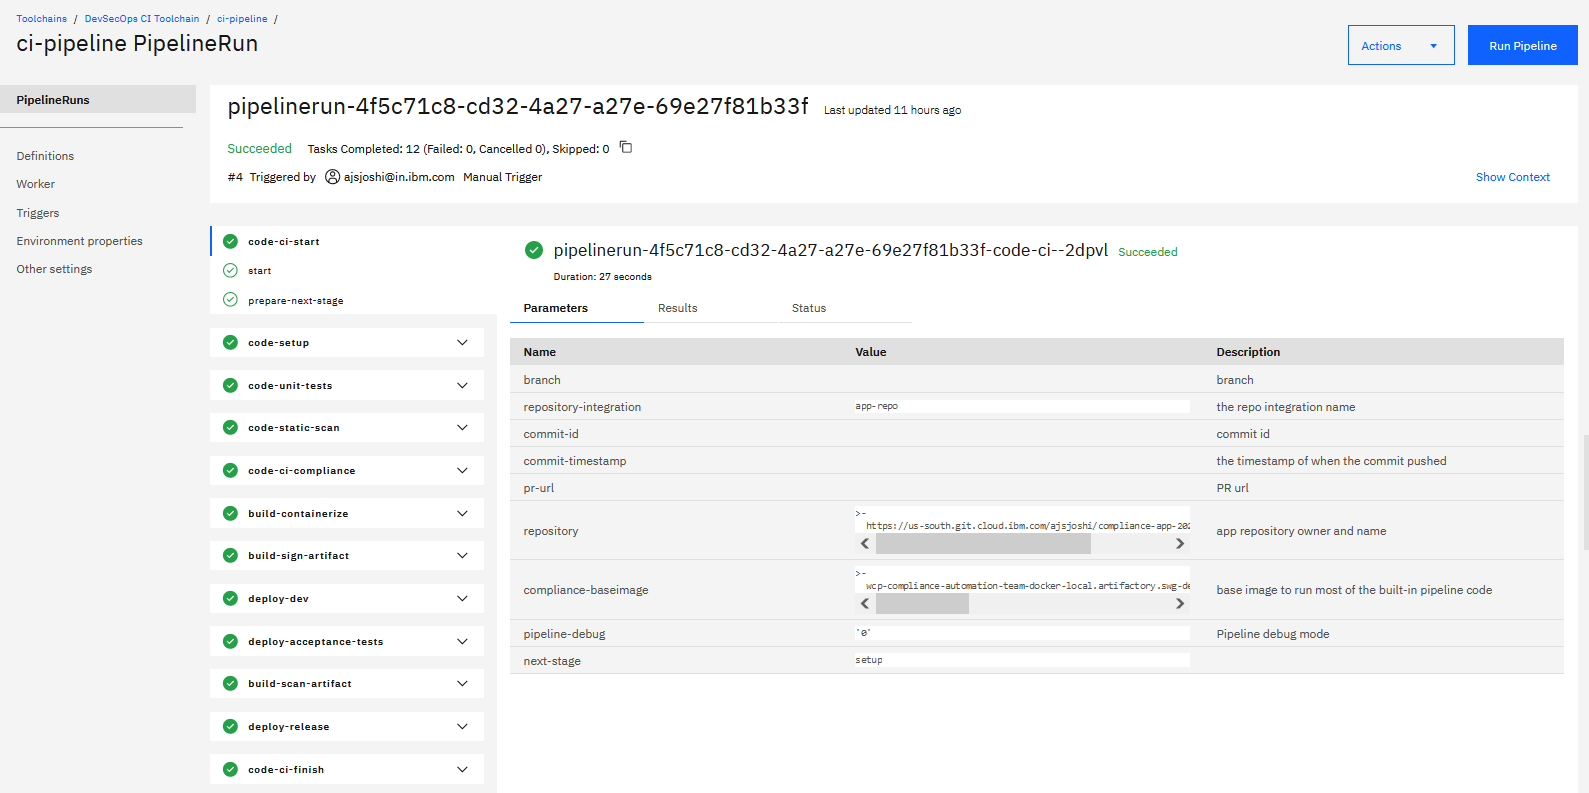 Toolchains / DevSecOps CI Toolchain / ci-pipeline /
ci-pipeline PipelineRun
Actions
Run Pipeline
PipelineRuns
Definitions
Worker
Triggers
Environment properties
Other settings
pipelinerun-4f5c71c8-cd32-4a27-a27e-69e27f81b33f Last updated 11 hours ago
Succeeded Tasks Completed: 12 (Failed: 0, Cancelled 0), Skipped: 0
#4 Triggered by ajsjoshi@in.ibm.com Manual Trigger
Show Context
code-ci-start
start
prepare-next-stage
code-setup
code-unit-tests
code-static-scan
code-ci-compliance
build-containerize
build-sign-artifact
deploy-dev
deploy-acceptance-tests
build-scan-artifact
deploy-release
code-ci-finish
pipelinerun-4f5c71c8-cd32-4a27-a27e-69e27f81b33f-code-ci--2dpvl Succeeded
Duration: 27 seconds
Parameters Results Status
Name Value Description
branch branch
repository-integration app-repo the repo integration name
commit-id commit id
commit-timestamp the timestamp of when the commit pushed
pr-url PR url
>-
https://us-south.git.cloud.ibm.com/ajsjoshi/compliance-app-202
repository app repository owner and name
>-
wcp-compliance-automation-team-docker-local.artifactory.swg-de
compliance-baseimage base image to run most of the built-in pipeline code
pipeline-debug '0' Pipeline debug mode
next-stage setup